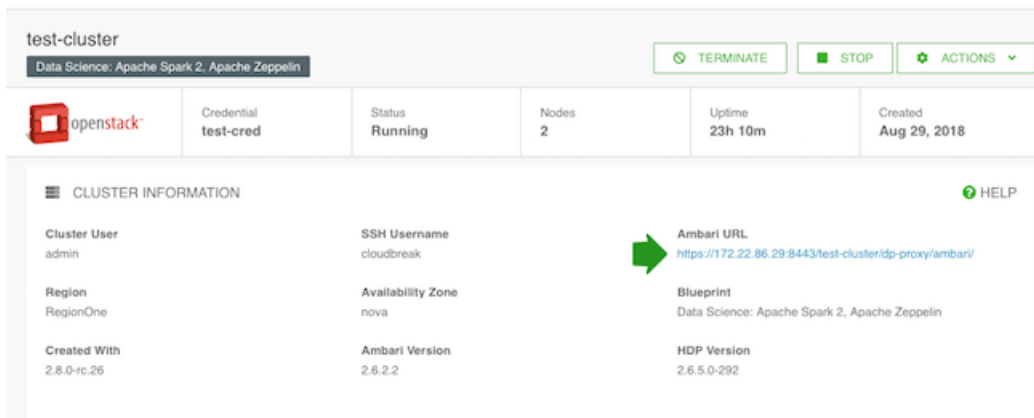 test-cluster
Data Science: Apache Spark 2, Apache Zeppelin
TERMINATE
STOP
ACTIONS
openstack
Credential
test-cred
Status
Running
Nodes
2
Uptime
23h 10m
Created
Aug 29, 2018
CLUSTER INFORMATION
HELP
Cluster User
admin
SSH Username
cloudbreak
Ambari URL
https://172.22.86.29:8443/test-cluster/dp-proxy/ambari/
Region
RegionOne
Availability Zone
nova
Blueprint
Data Science: Apache Spark 2, Apache Zeppelin
Created With
2.8.0-rc.26
Ambari Version
2.6.2.2
HDP Version
2.6.5.0-292